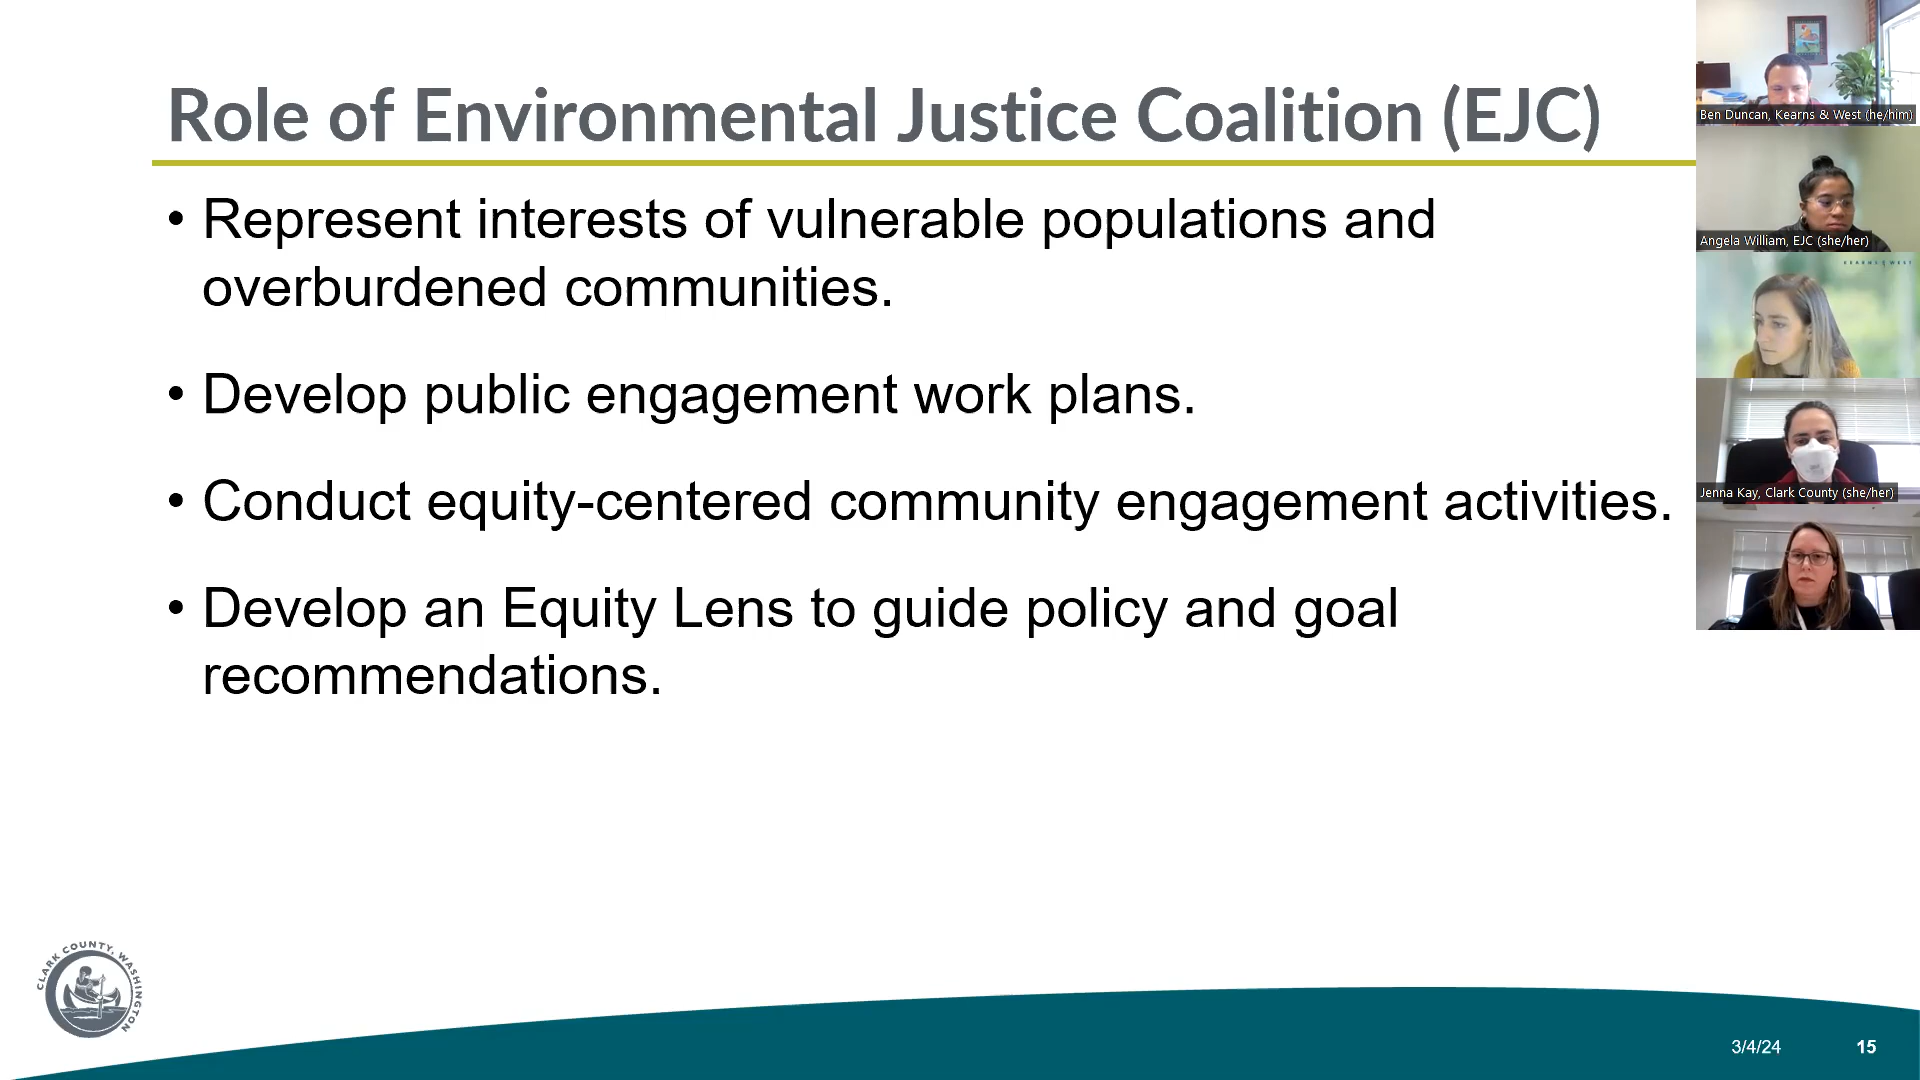 Role of Environmental Justice Coalition (EJC)
• Represent interests of vulnerable populations and
overburdened communities.
• Develop public engagement work plans.
• Conduct equity-centered community engagement activities.
• Develop an Equity Lens to guide policy and goal
recommendations.
Ben Duncan, Kearns & West (he/him)
Angela William, EJC (she/her)
KEARNS & WEST
Jenna Kay, Clark County (she/her)
CLARK COUNTY, WASHINGTON
3/4/24
15